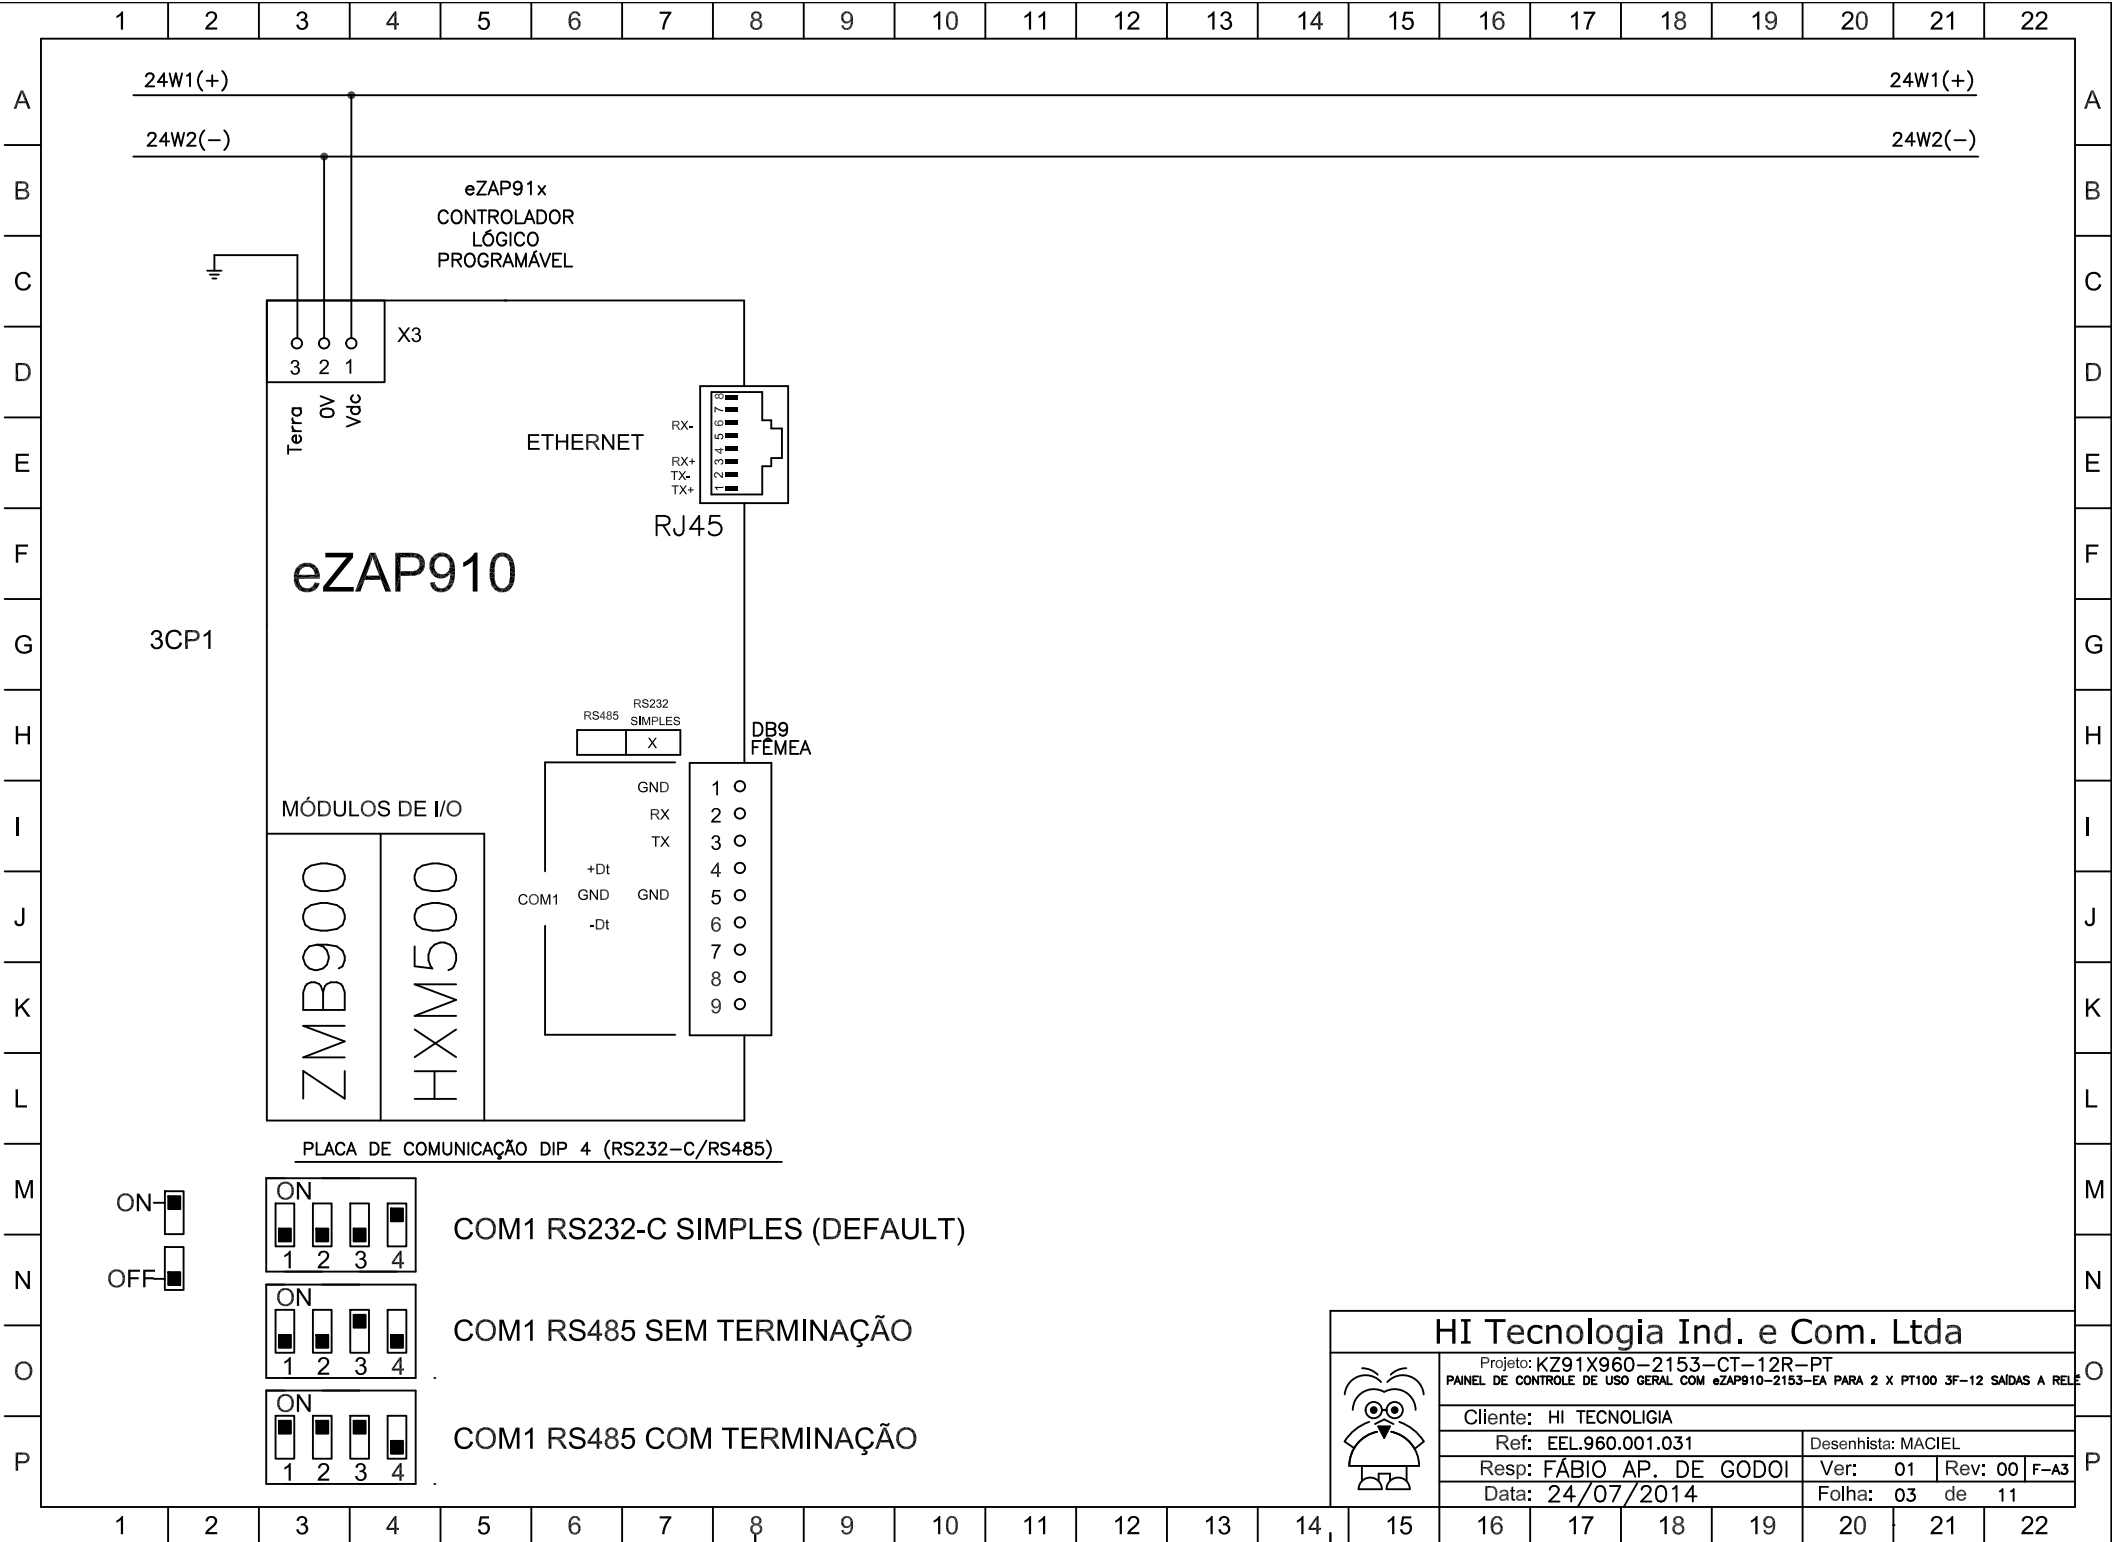 1 2 3 4 5 6 7 8 9 10 11 12 13 14 15 16 17 18 19 20 21 22
A
B
C
D
E
F
G
H
I
J
K
L
M
N
O
P
24W1(+)
24W1(+)
24W2(−)
24W2(−)
eZAP91x
CONTROLADOR
LÓGICO
PROGRAMÁVEL
X3
3 2 1
Terra
0V
Vdc
ETHERNET
RX-
RX+
TX-
TX+
8
7
6
5
4
3
2
1
RJ45
eZAP910
3CP1
RS485
RS232
SIMPLES
X
DB9
FÊMEA
GND
RX
TX
+Dt
COM1
GND
GND
-Dt
1
2
3
4
5
6
7
8
9
MÓDULOS DE I/O
ZMB900
HXM500
PLACA DE COMUNICAÇÃO DIP 4 (RS232−C/RS485)
ON
OFF
ON
1 2 3 4
COM1 RS232-C SIMPLES (DEFAULT)
ON
1 2 3 4
COM1 RS485 SEM TERMINAÇÃO
ON
1 2 3 4
COM1 RS485 COM TERMINAÇÃO
HI Tecnologia Ind. e Com. Ltda
Projeto: KZ91X960−2153−CT−12R−PT
PAINEL DE CONTROLE DE USO GERAL COM eZAP910−2153−EA PARA 2 X PT100 3F−12 SAÍDAS A RELÉ
Cliente: HI TECNOLIGIA
Ref: EEL.960.001.031
Desenhista: MACIEL
Resp: FÁBIO AP. DE GODOI
Ver: 01 Rev: 00 F−A3
Data: 24/07/2014
Folha: 03 de 11
A
B
C
D
E
F
G
H
I
J
K
L
M
N
O
P
1 2 3 4 5 6 7 8 9 10 11 12 13 14 15 16 17 18 19 20 21 22